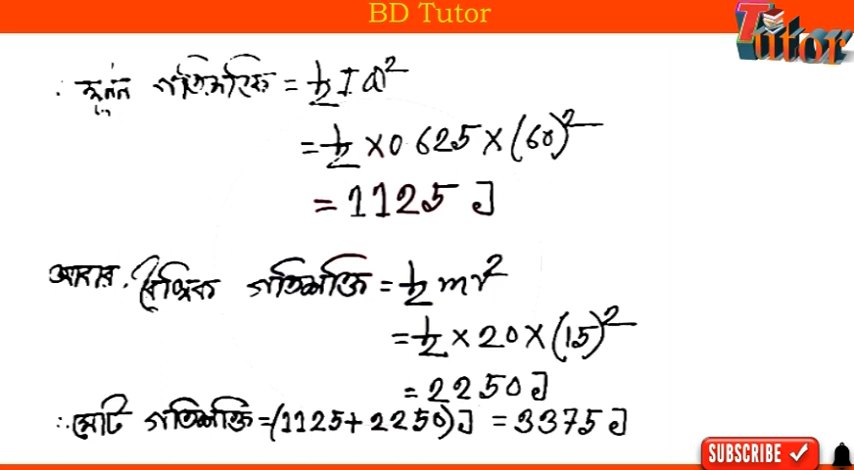 BD Tutor
Tutor
∴ ঘূর্ণন গতিশক্তি = ½ I ω²
= ½ × 0 625 × (60)²
= 1125 J
আবার, রৈখিক গতিশক্তি = ½ mv²
= ½ × 20 × (15)²
= 2250 J
∴ মোট গতিশক্তি = (1125 + 2250) J = 3375 J
SUBSCRIBE